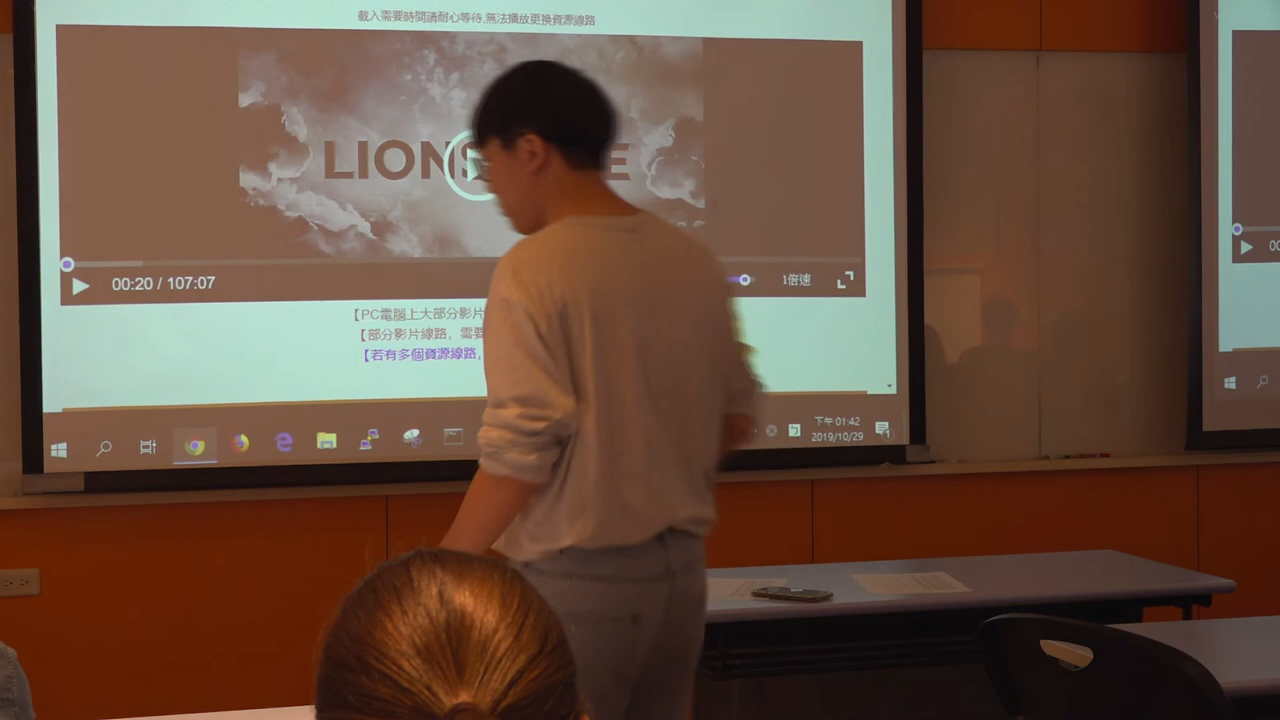 載入需要時間請耐心等待,無法播放更換資源線路
LIONS E
00:20 / 107:07
1倍速
【PC電腦上大部分影片
【部分影片線路，需要
【若有多個資源線路，
下午 01:42
2019/10/29
1
00